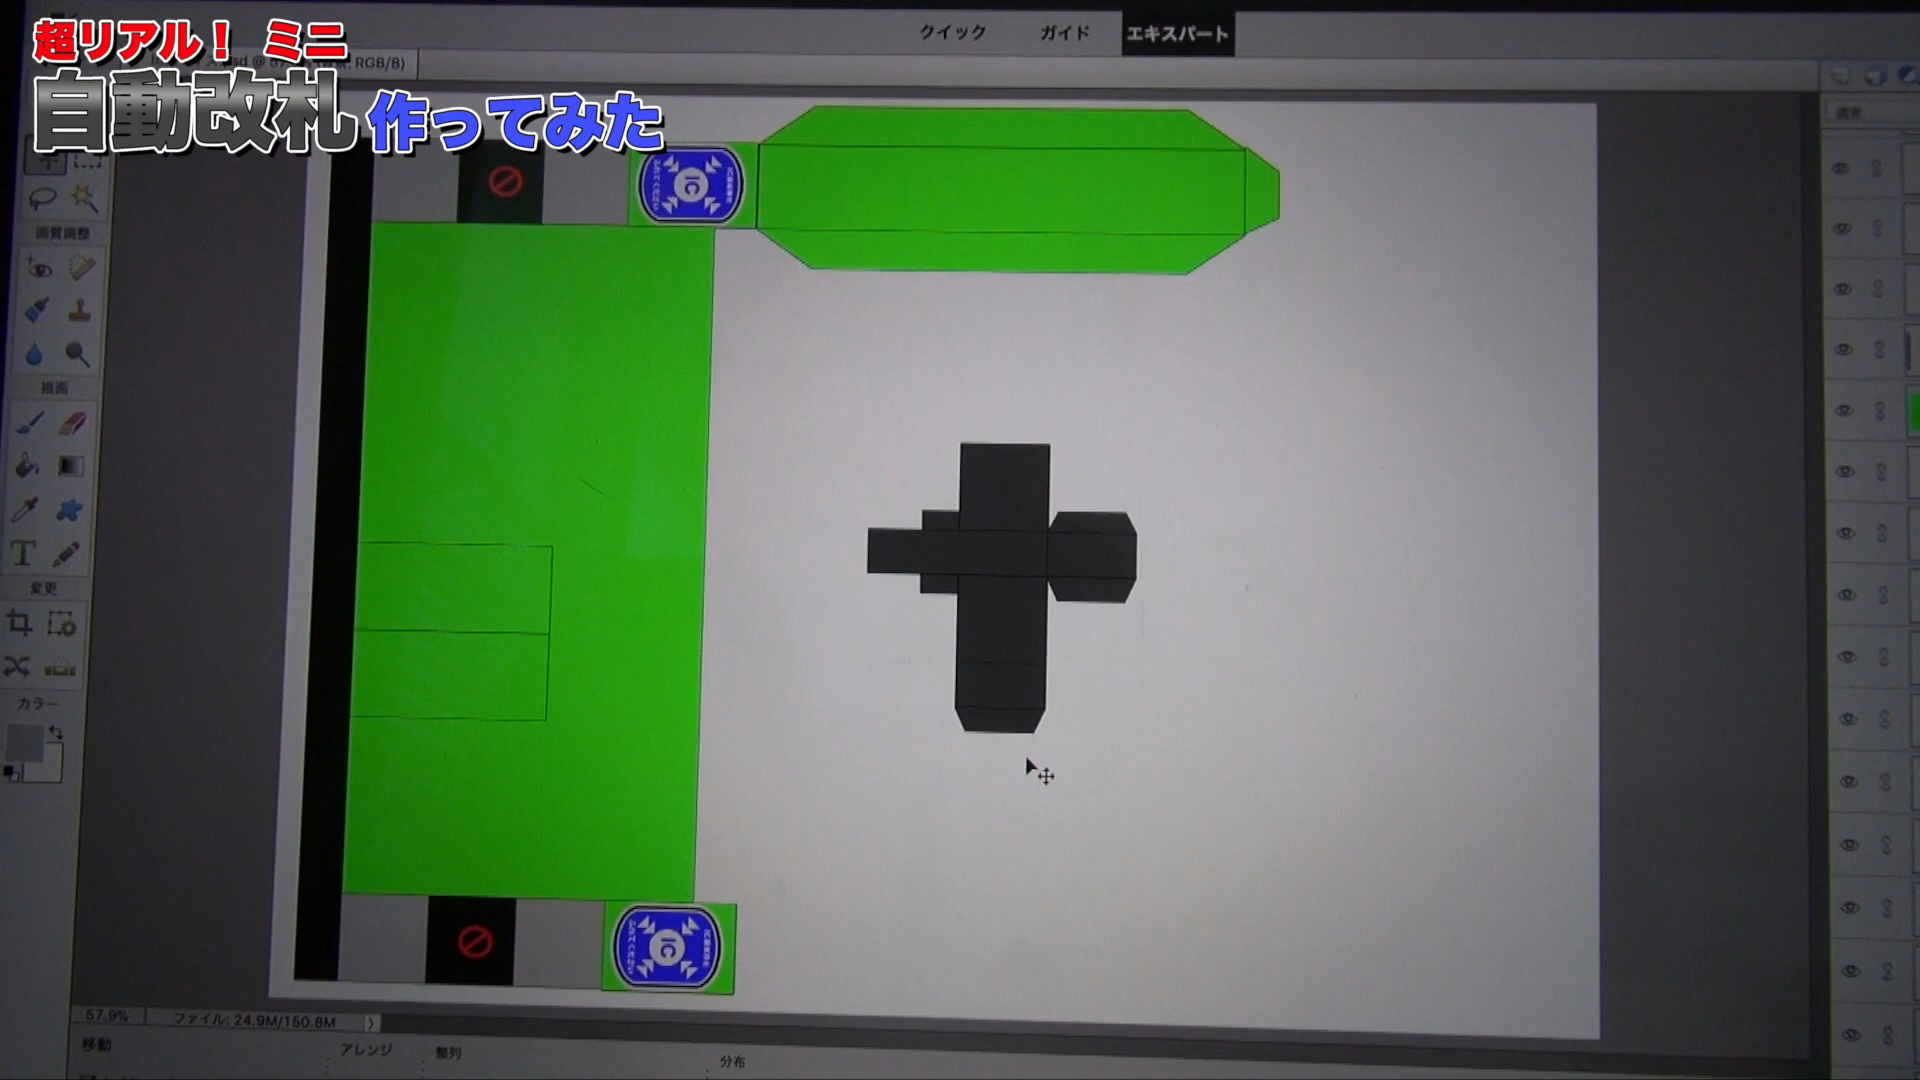 超リアル！ ミニ
自動改札作ってみた
クイック
ガイド
エキスパート
RGB/8)
通常
画質調整
描画
T
変更
カラー
IC
IC
57.9%
ファイル: 24.9M/150.8M
移動
アレンジ
整列
分布